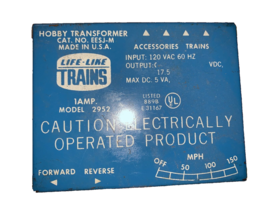 HOBBY TRANSFORMER
CAT. NO. EESJ-M
MADE IN U.S.A.
ACCESSORIES TRAINS
INPUT: 120 VAC 60 HZ
OUTPUT: VDC,
17.5
MAX DC. 5 VA.
LIFE-LIKE
TRAINS
1AMP.
MODEL 2952
LISTED
UL
CAUTION-ELECTRICALLY
OPERATED PRODUCT
FORWARD REVERSE
MPH
OFF 50 100 150